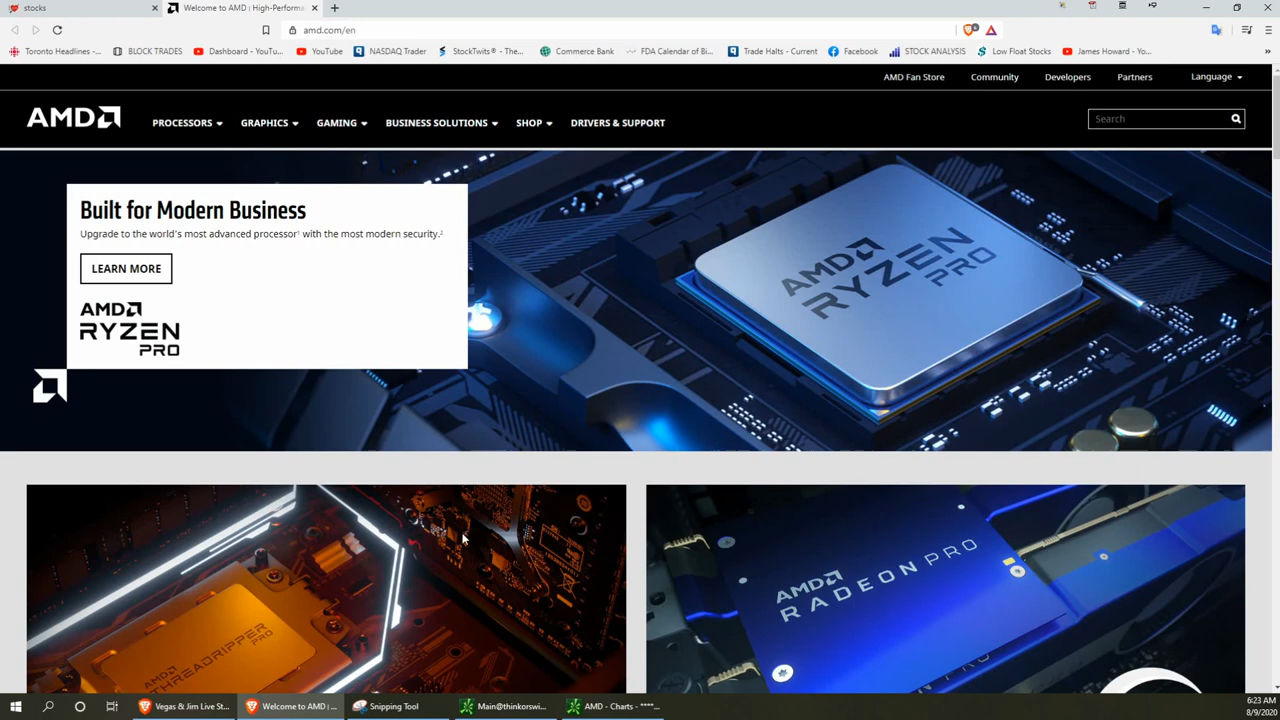 stocks
Welcome to AMD | High-Performa
amd.com/en
Toronto Headlines -...
BLOCK TRADES
Dashboard - YouTu...
YouTube
NASDAQ Trader
StockTwits® - The...
Commerce Bank
FDA Calendar of Bi...
Trade Halts - Current
Facebook
STOCK ANALYSIS
Low Float Stocks
James Howard - Yo...
AMD Fan Store
Community
Developers
Partners
Language
AMD
PROCESSORS
GRAPHICS
GAMING
BUSINESS SOLUTIONS
SHOP
DRIVERS & SUPPORT
Search
Built for Modern Business
Upgrade to the world's most advanced processor¹ with the most modern security.²
LEARN MORE
AMD
RYZEN
PRO
AMD
RYZEN
PRO
THREADRIPPER
PRO
AMD
RADEON PRO
Vegas & Jim Live St...
Welcome to AMD | ...
Snipping Tool
Main@thinkorswi...
AMD - Charts - ****...
6:23 AM
8/9/2020